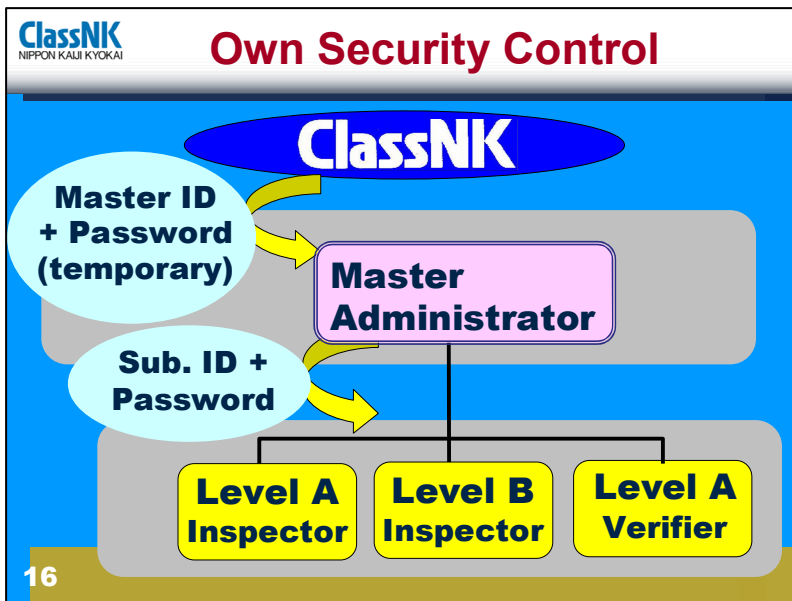 ClassNK
NIPPON KAIJI KYOKAI
Own Security Control
ClassNK
Master ID
+ Password
(temporary)
Master
Administrator
Sub. ID +
Password
Level A
Inspector
Level B
Inspector
Level A
Verifier
16